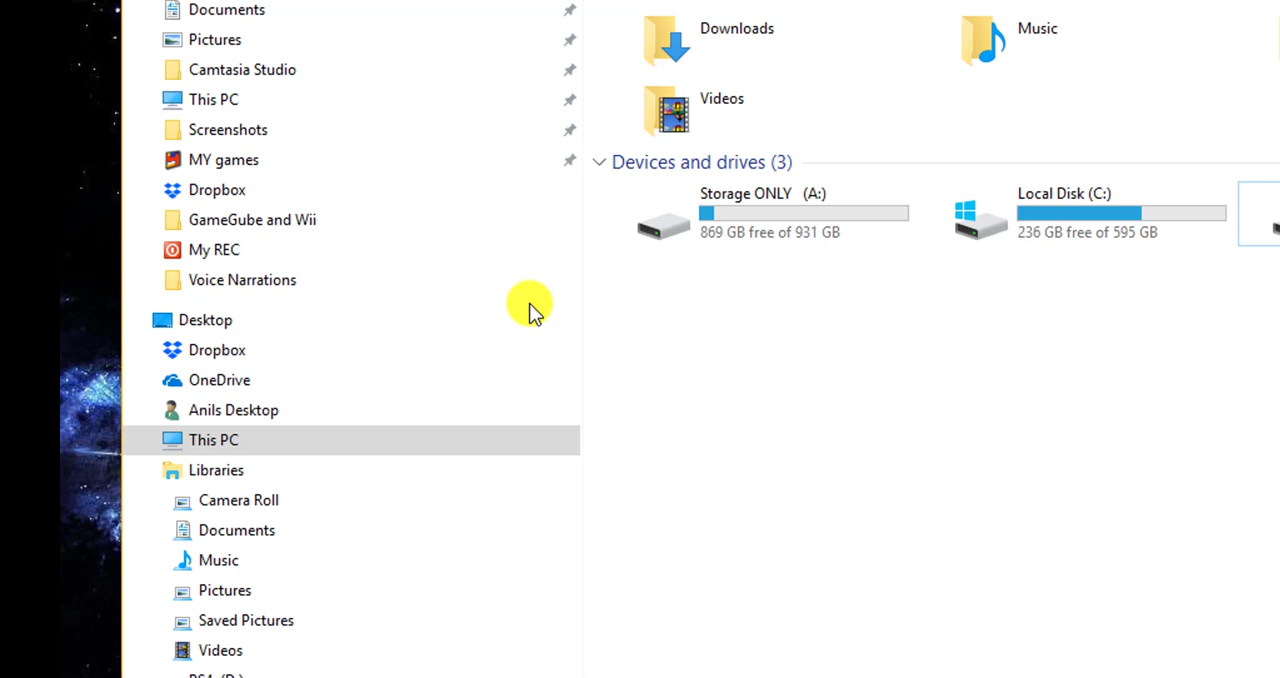 Documents
Pictures
Camtasia Studio
This PC
Screenshots
MY games
Dropbox
GameGube and Wii
My REC
Voice Narrations
Desktop
Dropbox
OneDrive
Anils Desktop
This PC
Libraries
Camera Roll
Documents
Music
Pictures
Saved Pictures
Videos
Downloads
Music
Videos
Devices and drives (3)
Storage ONLY (A:)
869 GB free of 931 GB
Local Disk (C:)
236 GB free of 595 GB